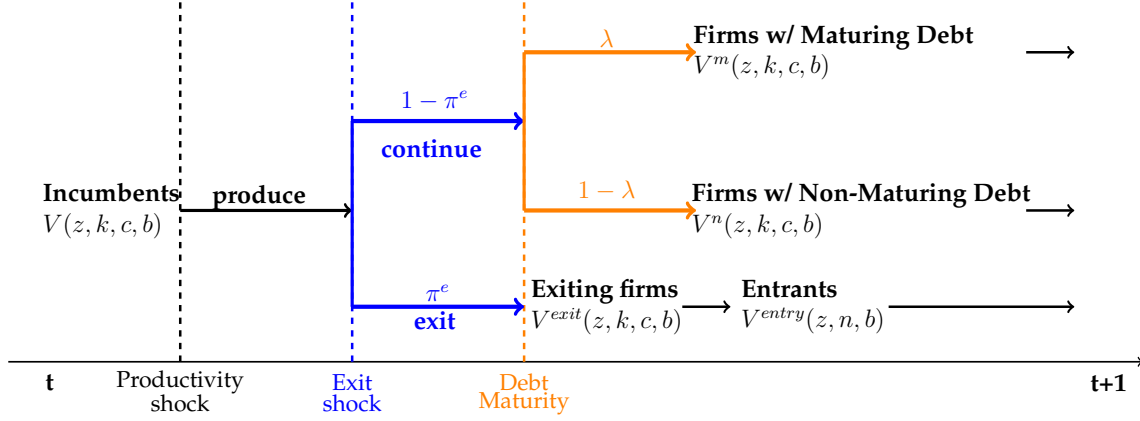 Firms w/ Maturing Debt
λ
V^m(z, k, c, b)
1 − π^e
continue
Incumbents
produce
1 − λ
Firms w/ Non-Maturing Debt
V(z, k, c, b)
V^n(z, k, c, b)
π^e
exit
Exiting firms
V^{exit}(z, k, c, b)
Entrants
V^{entry}(z, n, b)
t
Productivity
shock
Exit
shock
Debt
Maturity
t+1